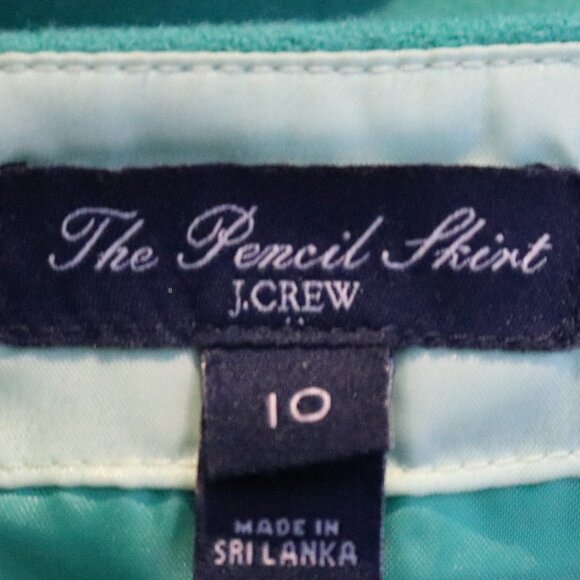 The Pencil Skirt
J.CREW
10
MADE IN
SRI LANKA